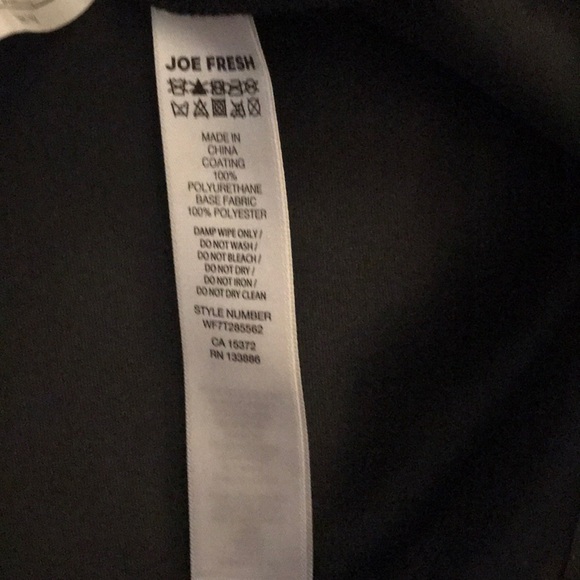 JOE FRESH
MADE IN
CHINA
COATING
100%
POLYURETHANE
BASE FABRIC
100% POLYESTER
DAMP WIPE ONLY /
DO NOT WASH /
DO NOT BLEACH /
DO NOT DRY /
DO NOT IRON /
DO NOT DRY CLEAN
STYLE NUMBER
WF7T285562
CA 15372
RN 133886